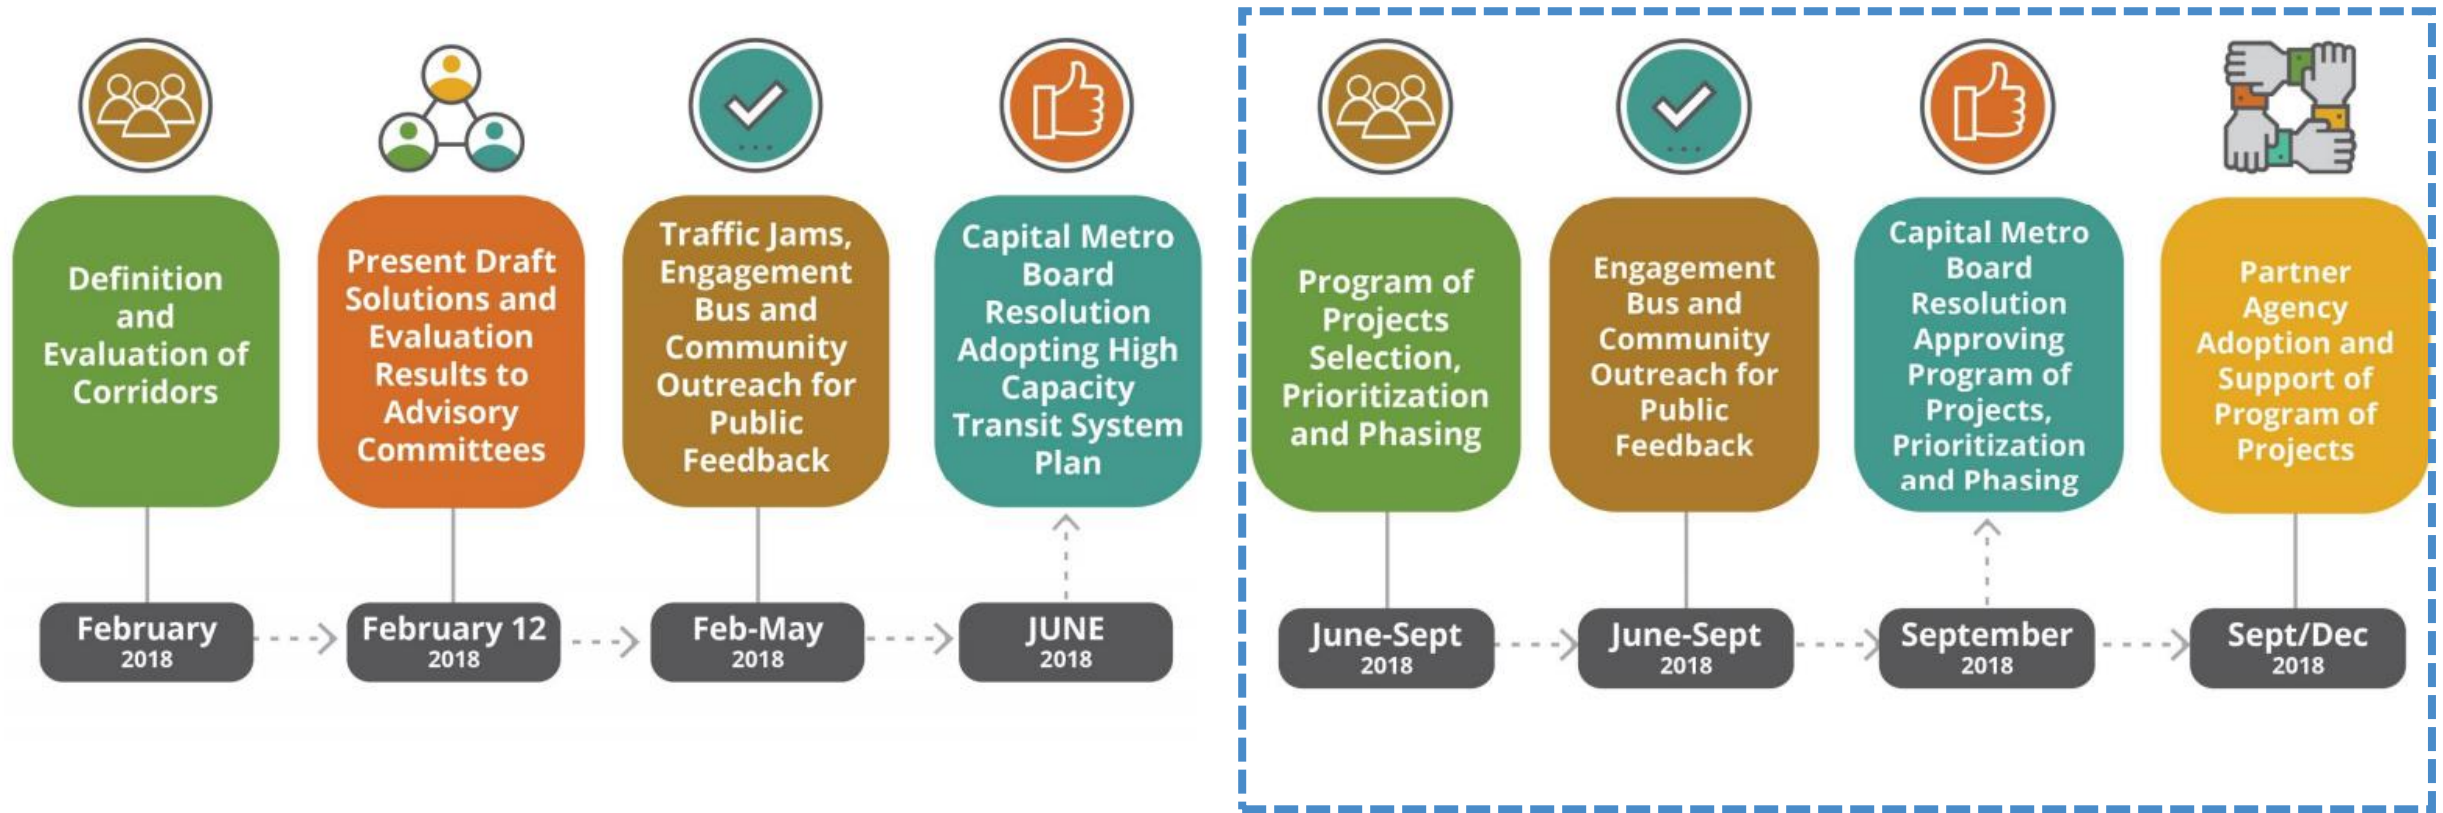 Definition
and
Evaluation of
Corridors
February
2018
Present Draft
Solutions and
Evaluation
Results to
Advisory
Committees
February 12
2018
Traffic Jams,
Engagement
Bus and
Community
Outreach for
Public
Feedback
Feb-May
2018
Capital Metro
Board
Resolution
Adopting High
Capacity
Transit System
Plan
JUNE
2018
Program of
Projects
Selection,
Prioritization
and Phasing
June-Sept
2018
Engagement
Bus and
Community
Outreach for
Public
Feedback
June-Sept
2018
Capital Metro
Board
Resolution
Approving
Program of
Projects,
Prioritization
and Phasing
September
2018
Partner
Agency
Adoption and
Support of
Program of
Projects
Sept/Dec
2018